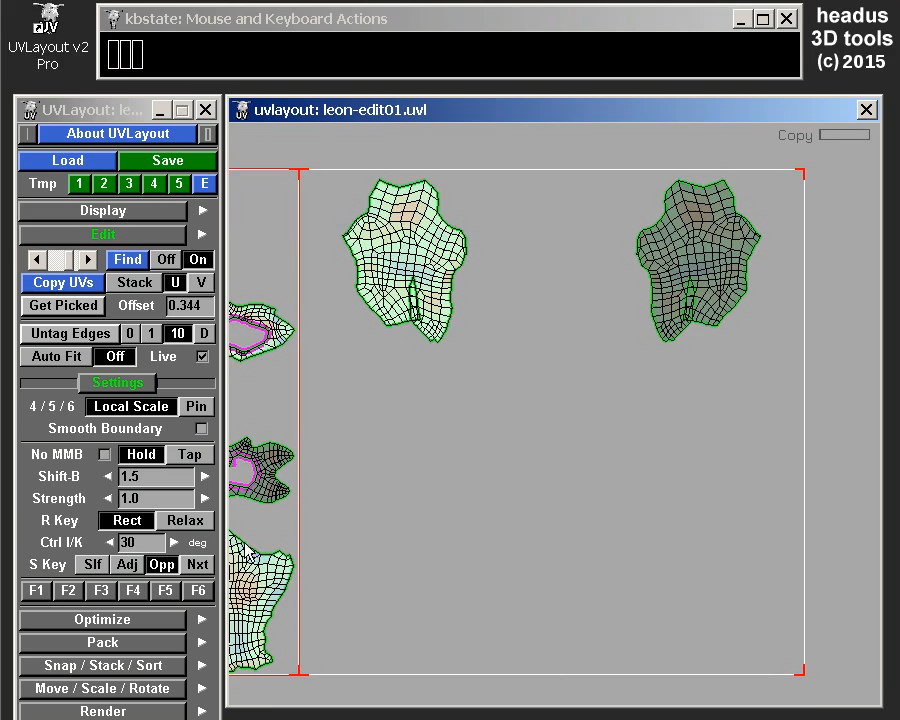 UVLayout v2
Pro
kbstate: Mouse and Keyboard Actions
headus
3D tools
(c) 2015
UVLayout: le...
About UVLayout
Load Save
Tmp 1 2 3 4 5 E
Display
Edit
Find Off On
Copy UVs Stack U V
Get Picked Offset 0.344
Untag Edges 0 1 10 D
Auto Fit Off Live
Settings
4 / 5 / 6 Local Scale Pin
Smooth Boundary
No MMB Hold Tap
Shift-B 1.5
Strength 1.0
R Key Rect Relax
Ctrl I/K 30 deg
S Key Slf Adj Opp Nxt
F1 F2 F3 F4 F5 F6
Optimize
Pack
Snap / Stack / Sort
Move / Scale / Rotate
Render
uvlayout: leon-edit01.uvl
Copy